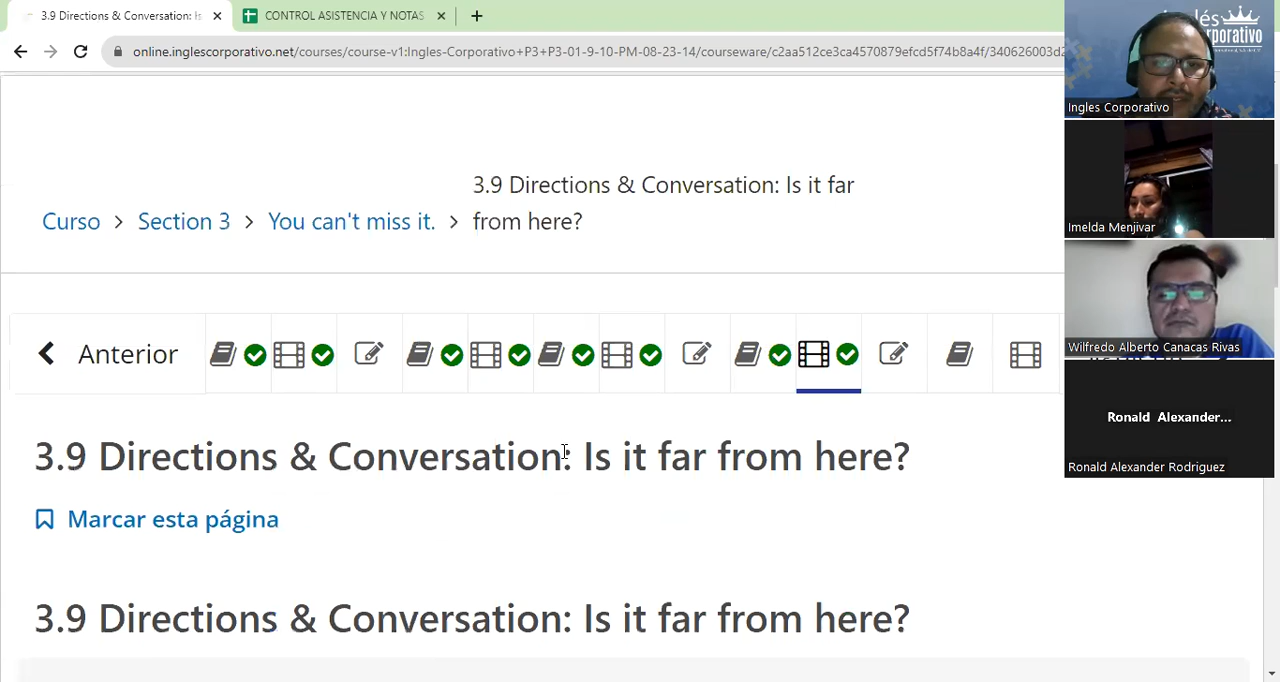 3.9 Directions & Conversation: Is
CONTROL ASISTENCIA Y NOTAS
online.inglescorporativo.net/courses/course-v1:Ingles-Corporativo+P3+P3-01-9-10-PM-08-23-14/courseware/c2aa512ce3ca4570879efcd5f74b8a4f/340626003d
Inglés
Corporativo
Ingles Corporativo
Imelda Menjivar
Wilfredo Alberto Canacas Rivas
Ronald Alexander...
Ronald Alexander Rodriguez
Curso > Section 3 > You can't miss it. > 3.9 Directions & Conversation: Is it far
from here?
Anterior
3.9 Directions & Conversation: Is it far from here?
Marcar esta página
3.9 Directions & Conversation: Is it far from here?